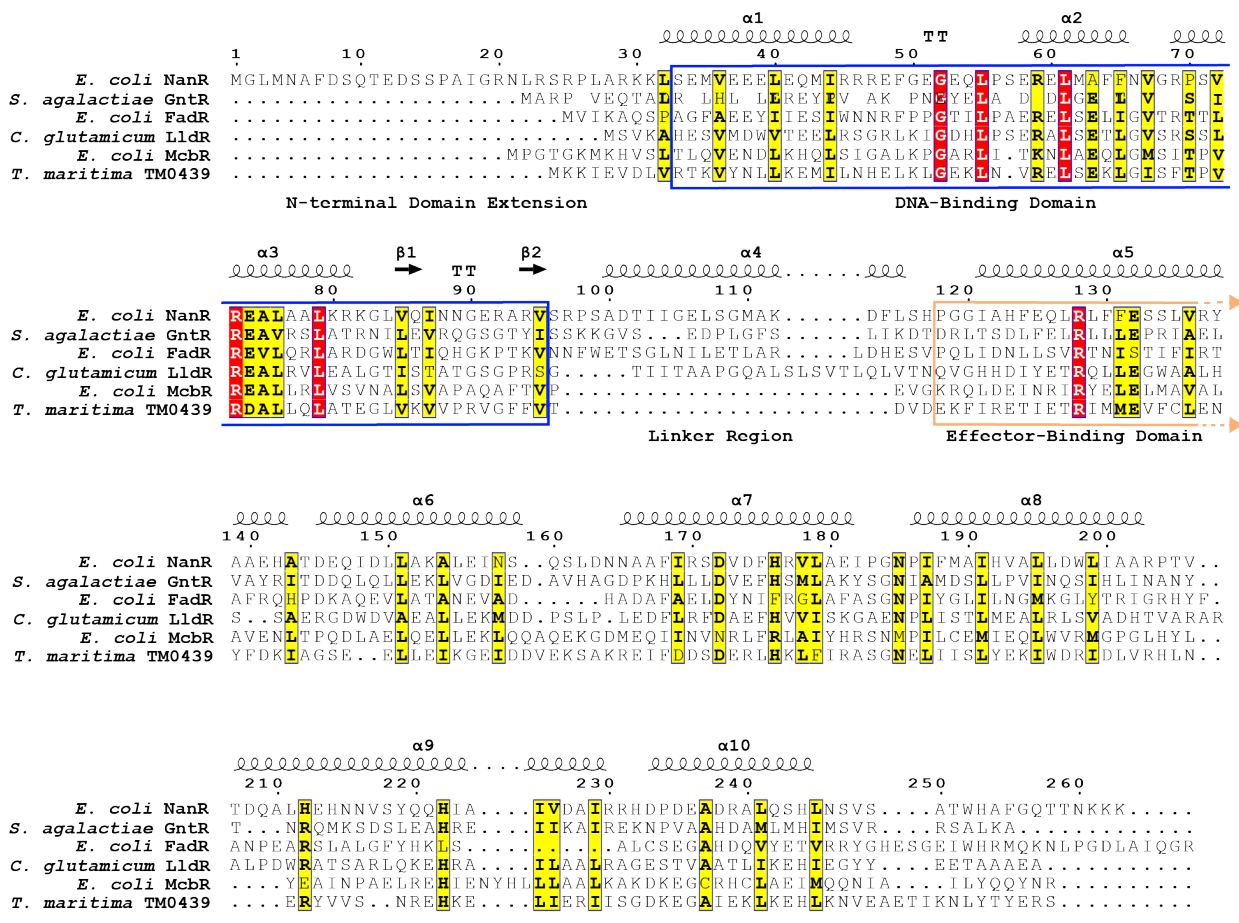 α1 α2
TT
1 10 20 30 40 50 60 70
E. coli NanR MGLMNAFDSQTEDSSPAIGRNLRSRPLARKKLSEMVEEELEQMIRRREFGEGEQLPSERELMAFFNVGRPSV
S. agalactiae GntR .....................MARP VEQTALR LHL LEREYPV AK PNGYELA D DLGELV S I
E. coli FadR ........................MVIKAQSPAGFAEEYIIESIWNNRFPPGTILPAERELSELIGVTRTTL
C. glutamicum LldR ...........................MSVKAHESVMDWVTEELRSGRLKIGDHLPSERALSETLGVSRSSL
E. coli McbR ....................MPGTGKMKHVSLTLQVENDLKHQLSIGALKPGARLI.TKNLAEQLGMSITPV
T. maritima TM0439 .......................MKKIEVDLVRTKVYNLLKEMILNHELKLGEKLN.VRELSEKLGISFTPV
N-terminal Domain Extension DNA-Binding Domain
α3 β1 β2 α4 α5
TT ...... ...
80 90 100 110 120 130
E. coli NanR REALAALKRKGLVQINNGERARVSRPSADTIIGELSGMAK......DFLSHPGGIAHFEQLRLFFESSLVRY
S. agalactiae GntR REAVRSLATRNILEVRQGSGTYISSKKGVS...EDPLGFS......LIKDTDRLTSDLFELRLLLEPRIAEL
E. coli FadR REVLQRLARDGWLTIQHGKPTKVNNFWETSGLNILETLAR.....LDHESVPQLIDNLLSVRTNISTIFIRT
C. glutamicum LldR REALRVLEALGTISTATGSGPRSG.....TIITAAPGQALSLSVTLQLVTNQVGHHDIYETRQLLEGWAALH
E. coli McbR REALLRLVSVNALSVAPAQAFTVP........................EVGKRQLDEINRIRYELELMAVAL
T. maritima TM0439 RDALLQLATEGLVKVVPRVGFFVT........................DVDEKFIRETIETRIMMEVFCLEN
Linker Region Effector-Binding Domain
α6 α7 α8
140 150 160 170 180 190 200
E. coli NanR AAEHATDEQIDLLAKALEINS..QSLDNNAAFIRSDVDFHRVLAEIPGNPIFMAIHVALLDWLIAARPTV..
S. agalactiae GntR VAYRITDDQLQLLEKLVGDIED.AVHAGDPKHLLLDVEFHSMLAKYSGNIAMDSLLPVINQSIHLINANY..
E. coli FadR AFRQHPDKAQEVLATANEVAD......HADAFAELDYNIFRGLAFASGNPIYGLILNGMKGLYTRIGRHYF.
C. glutamicum LldR S..SAERGDWDVAEALLEKMDD.PSLP.LEDFLRFDAEFHVVISKGAENPLISTLMEALRLSVADHTVARAR
E. coli McbR AVENLTPQDLAELQELLEKLQQAQEKGDMEQIINVNRLFRLAIYHRSNMPILCEMIEQLWVRMGPGLHYL..
T. maritima TM0439 YFDKIAGSE..ELLEIKGEIDDVEKSAKREIFDDSDERLHKLFIRASGNELIISLYEKIWDRIDLVRHLN..
α9 α10
....
210 220 230 240 250 260
E. coli NanR TDQALHEHNNVSYQQHIA....IVDAIRRHDPDEADRALQSHLNSVS...ATWHAFGQTTNKKK.....
S. agalactiae GntR T...NRQMKSDSLEAHRE....IIKAIREKNPVAAHDAMLMHIMSVR...RSALKA.............
E. coli FadR ANPEARSLALGFYHKLS........ALCSEGAHDQVYETVRRYGHESGEIWHRMQKNLPGDLAIQGR
C. glutamicum LldR ALPDWRATSARLQKEHRA....ILAALRAGESTVAATLIKEHIEGYY...EETAAAEA...........
E. coli McbR ....YEAINPAELREHIENYHLLLAALKAKDKEGCRHCLAEIMQQNIA...ILYQQYNR..........
T. maritima TM0439 ....ERYVVS.NREHKE....LIERIISGDKEGAIEKLKEHLKNVEAETIKNLYTYERS..........